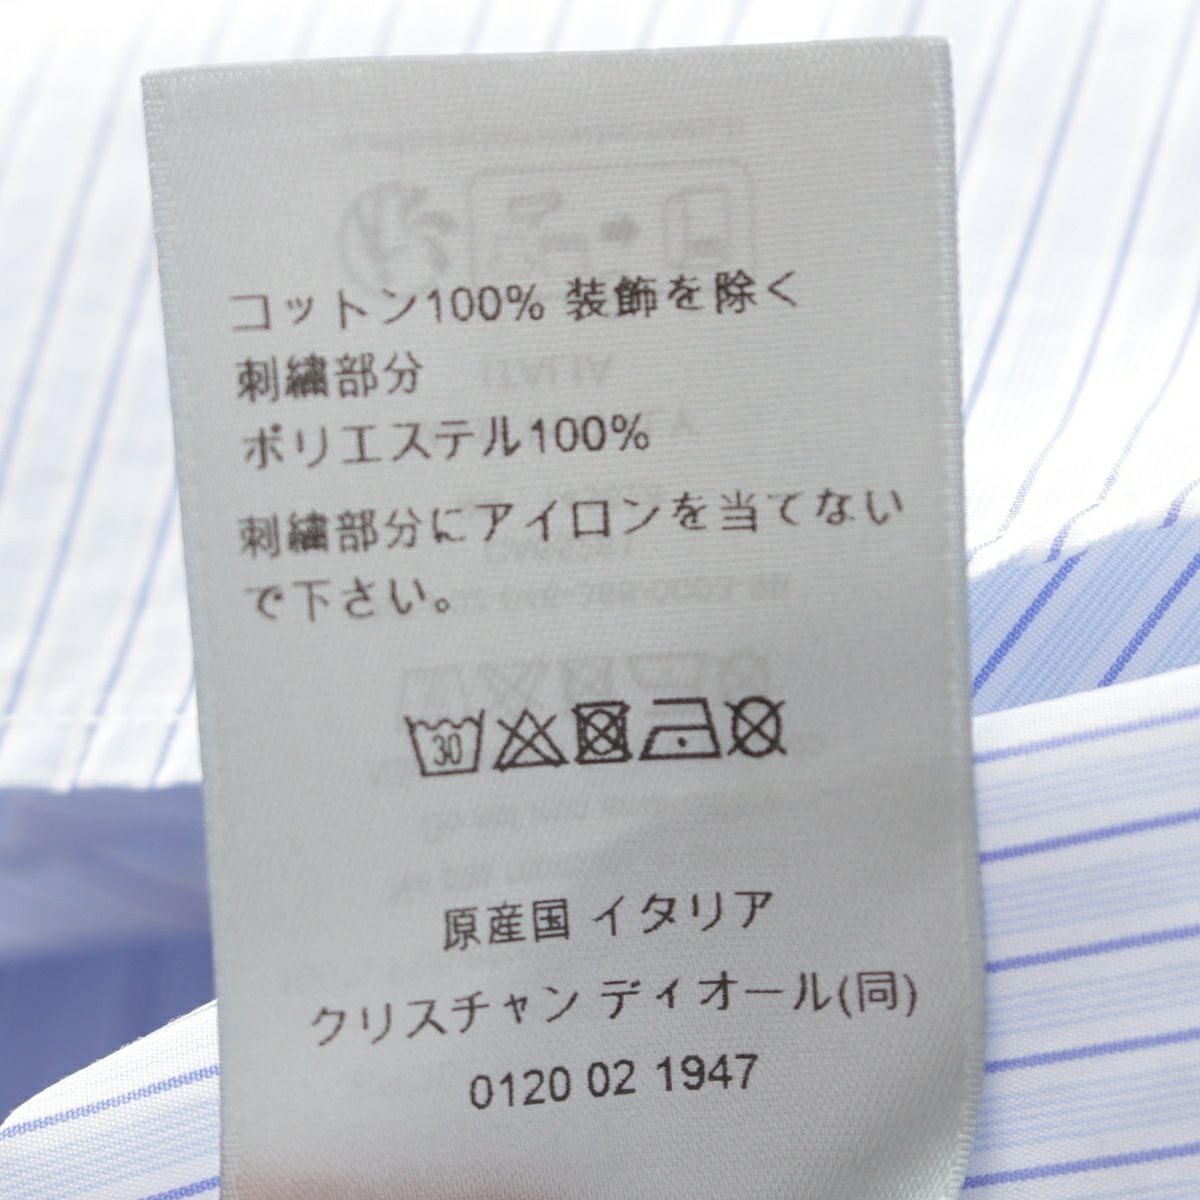 コットン100% 装飾を除く
刺繍部分
ポリエステル100%
刺繍部分にアイロンを当てない
で下さい。
30
原産国 イタリア
クリスチャン ディオール(同)
0120 02 1947